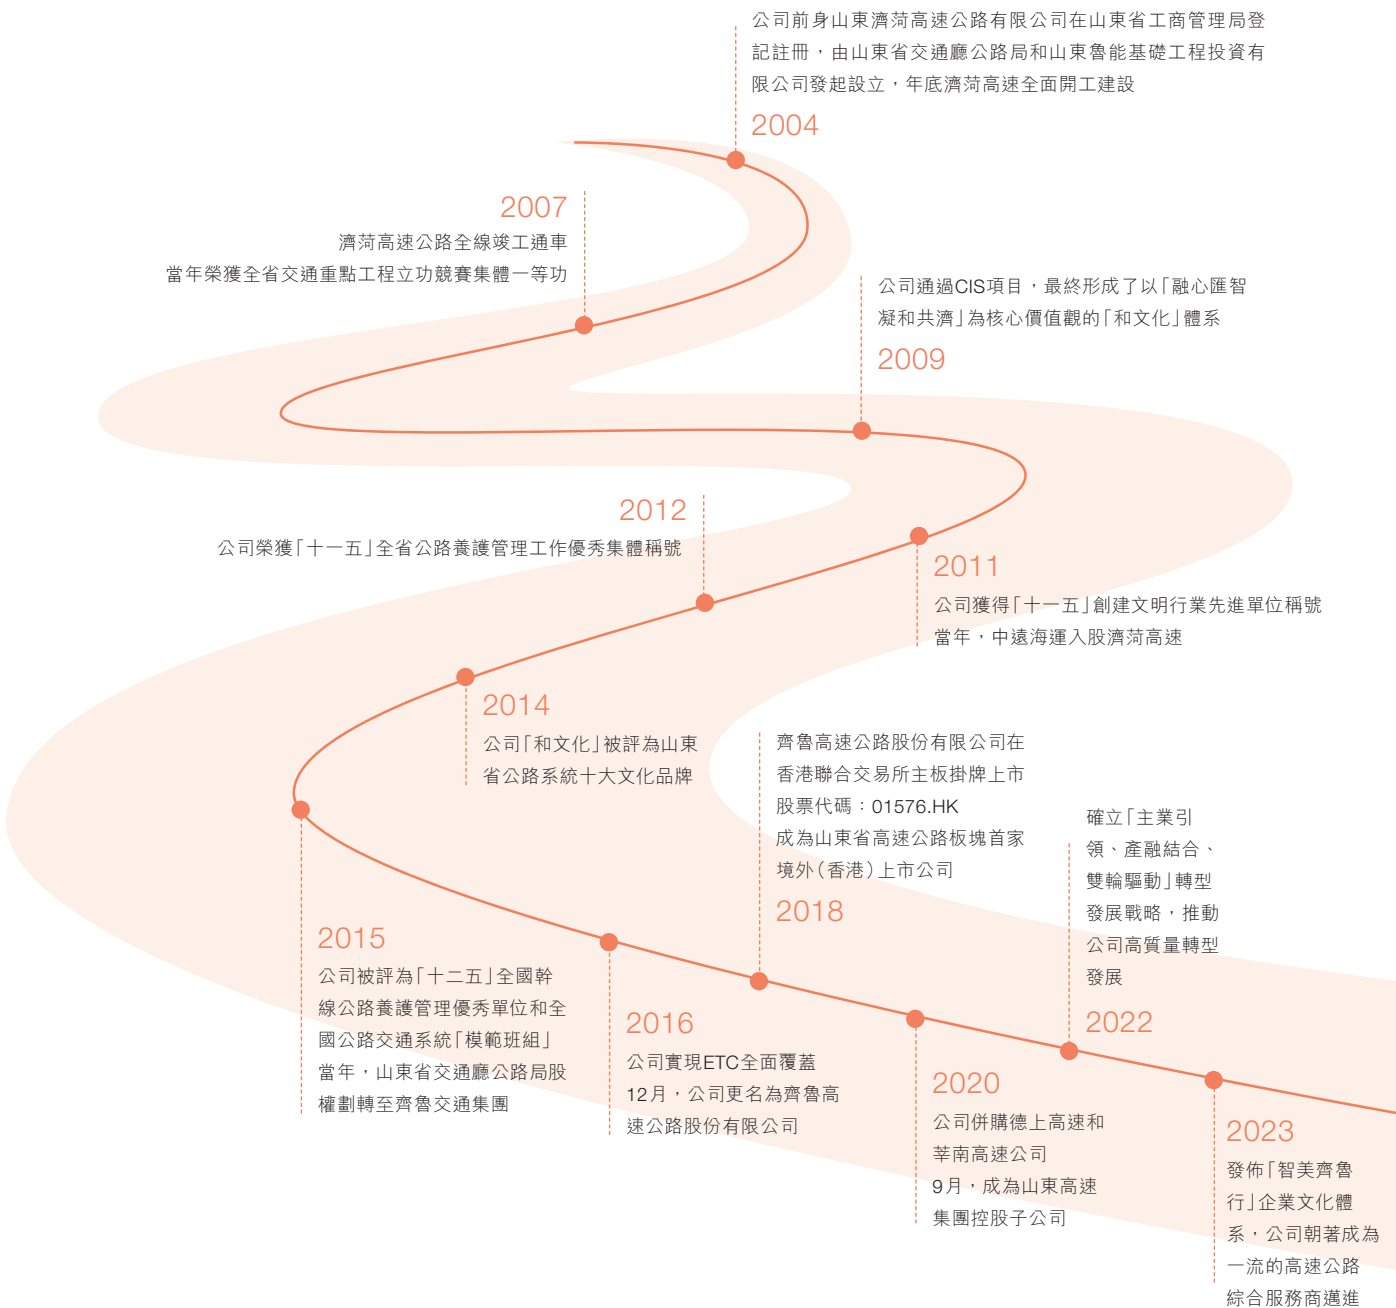 公司前身山東濟菏高速公路有限公司在山東省工商管理局登
記註冊，由山東省交通廳公路局和山東魯能基礎工程投資有
限公司發起設立，年底濟菏高速全面開工建設
2004
2007
濟菏高速公路全線竣工通車
當年榮獲全省交通重點工程立功競賽集體一等功
公司通過CIS項目，最終形成了以「融心匯智
凝和共濟」為核心價值觀的「和文化」體系
2009
2011
公司獲得「十一五」創建文明行業先進單位稱號
當年，中遠海運入股濟菏高速
2012
公司榮獲「十一五」全省公路養護管理工作優秀集體稱號
2014
公司「和文化」被評為山東
省公路系統十大文化品牌
2015
公司被評為「十二五」全國幹
線公路養護管理優秀單位和全
國公路交通系統「模範班組」
當年，山東省交通廳公路局股
權劃轉至齊魯交通集團
2016
公司實現ETC全面覆蓋
12月，公司更名為齊魯高
速公路股份有限公司
齊魯高速公路股份有限公司在
香港聯合交易所主板掛牌上市
股票代碼：01576.HK
成為山東省高速公路板塊首家
境外（香港）上市公司
2018
2020
公司併購德上高速和
莘南高速公司
9月，成為山東高速
集團控股子公司
確立「主業引
領、產融結合、
雙輪驅動」轉型
發展戰略，推動
公司高質量轉型
發展
2022
2023
發佈「智美齊魯
行」企業文化體
系，公司朝著成為
一流的高速公路
綜合服務商邁進